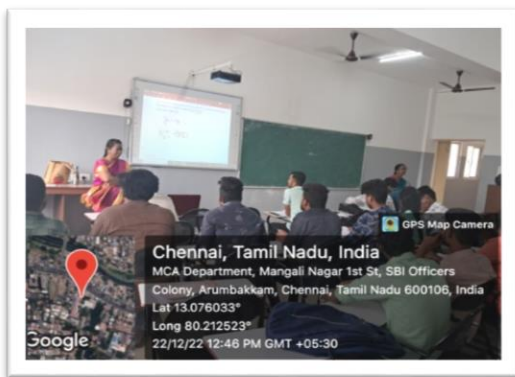 GPS Map Camera
Chennai, Tamil Nadu, India
MCA Department, Mangali Nagar 1st St, SBI Officers
Colony, Arumbakkam, Chennai, Tamil Nadu 600106, India
Lat 13.076033°
Long 80.212523°
22/12/22 12:46 PM GMT +05:30
Google